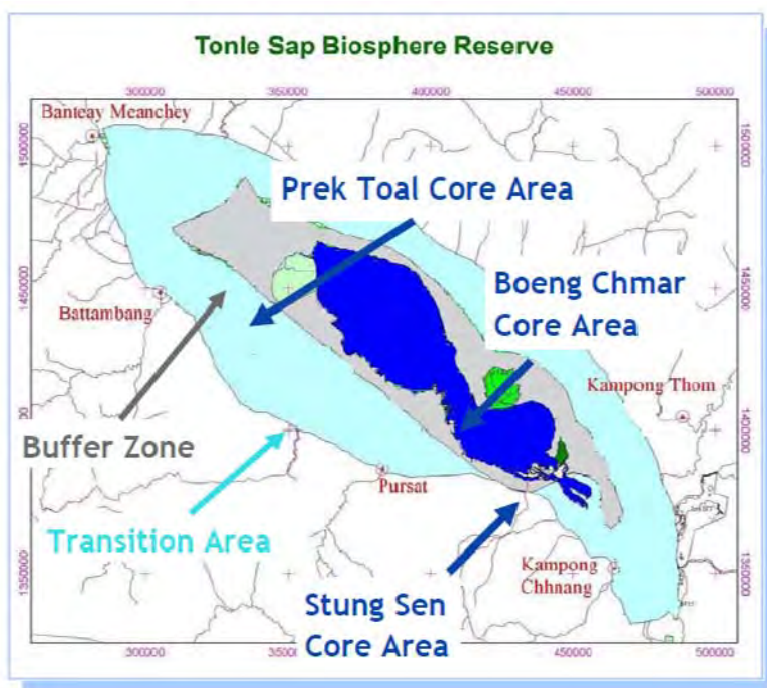 Tonle Sap Biosphere Reserve
300000 350000 400000 450000 500000
Banteay Meanchey
1500000
1500000
Prek Toal Core Area
1450000
1450000
Boeng Chmar
Core Area
Battambang
Kampong Thom
00
1400000
Buffer Zone
Pursat
Transition Area
1350000
1350000
Kampong
Chhnang
Stung Sen
Core Area
300000 350 450000 500000